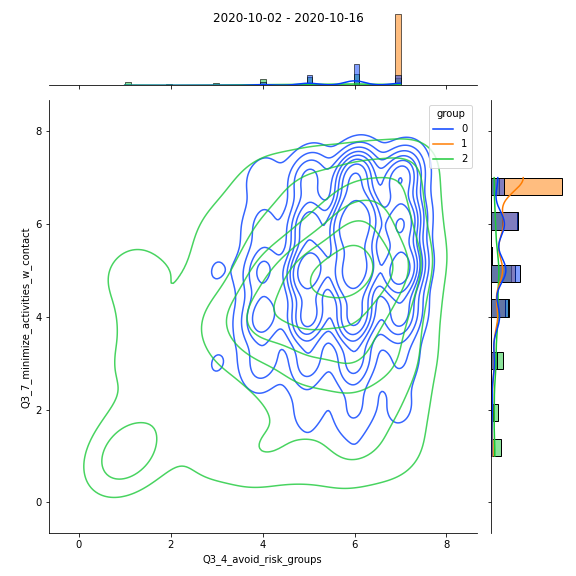 2020-10-02 - 2020-10-16
group
0
1
2
8
6
4
2
0
Q3_7_minimize_activities_w_contact
0 2 4 6 8
Q3_4_avoid_risk_groups